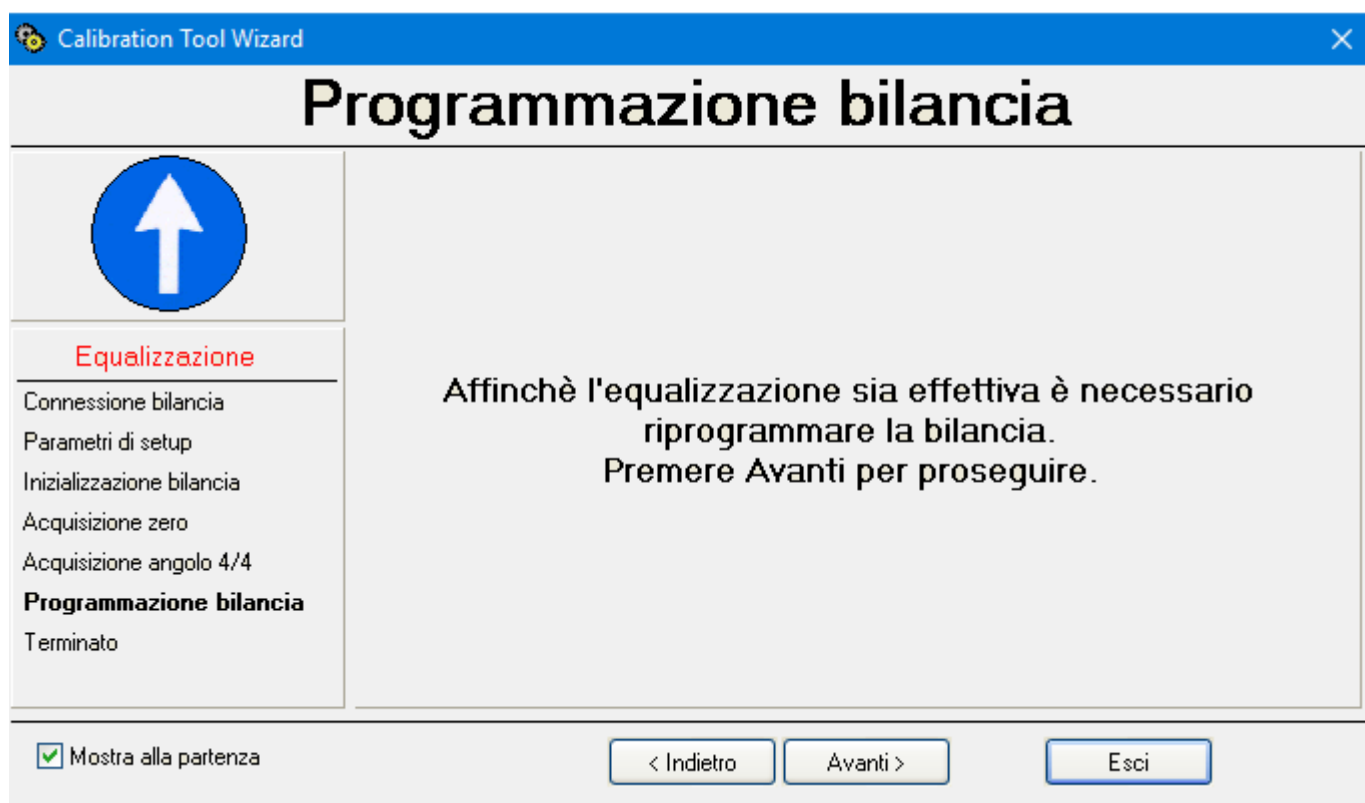 Calibration Tool Wizard
Programmazione bilancia
Equalizzazione
Connessione bilancia
Parametri di setup
Inizializzazione bilancia
Acquisizione zero
Acquisizione angolo 4/4
Programmazione bilancia
Terminato
Affinchè l'equalizzazione sia effettiva è necessario
riprogrammare la bilancia.
Premere Avanti per proseguire.
Mostra alla partenza
< Indietro
Avanti >
Esci